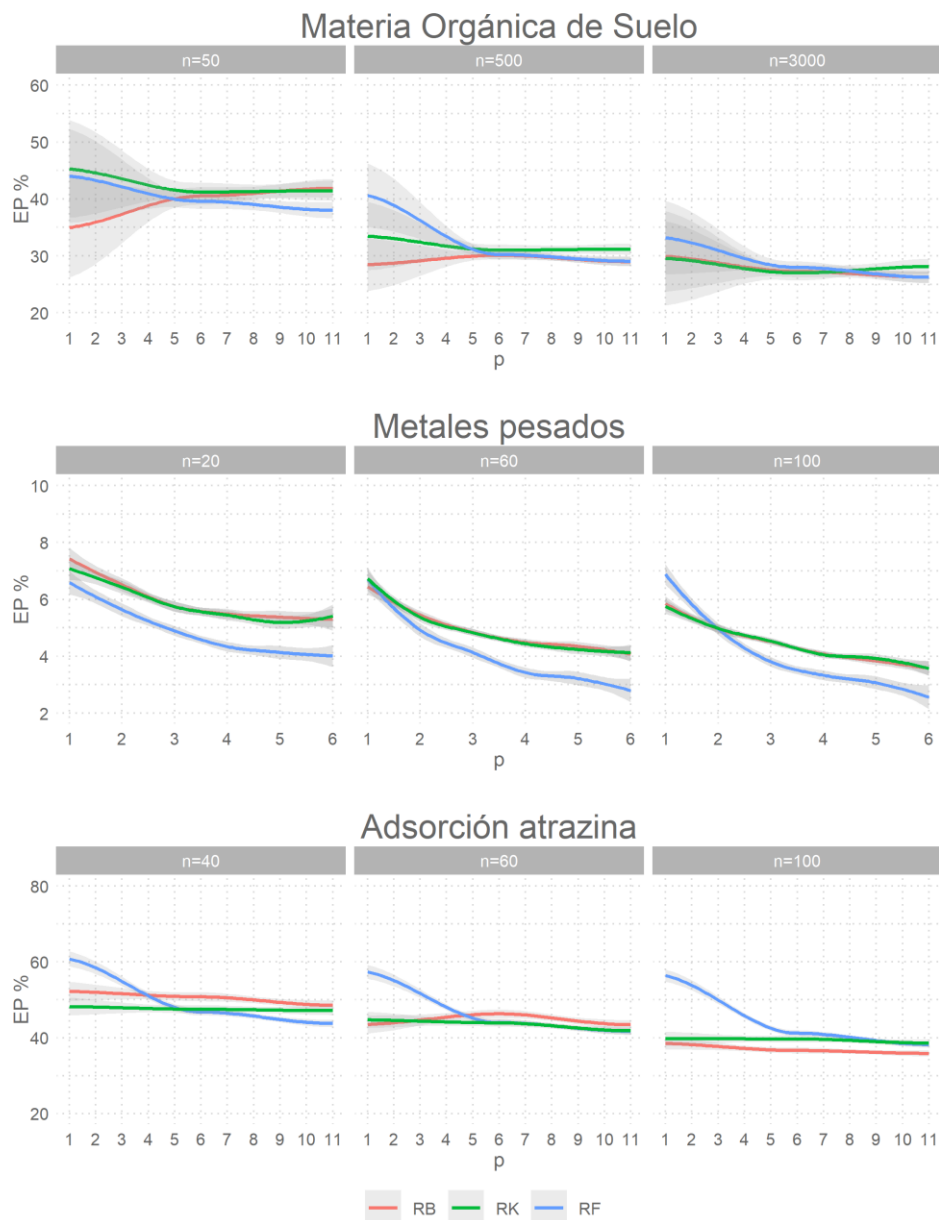 Materia Orgánica de Suelo
n=50 n=500 n=3000
60
50
40
30
20
EP %
1 2 3 4 5 6 7 8 9 10 11 1 2 3 4 5 6 7 8 9 10 11 1 2 3 4 5 6 7 8 9 10 11
p
Metales pesados
n=20 n=60 n=100
10
8
6
4
2
EP %
1 2 3 4 5 6 1 2 3 4 5 6 1 2 3 4 5 6
p
Adsorción atrazina
n=40 n=60 n=100
80
60
40
20
EP %
1 2 3 4 5 6 7 8 9 10 11 1 2 3 4 5 6 7 8 9 10 11 1 2 3 4 5 6 7 8 9 10 11
p
RB RK RF